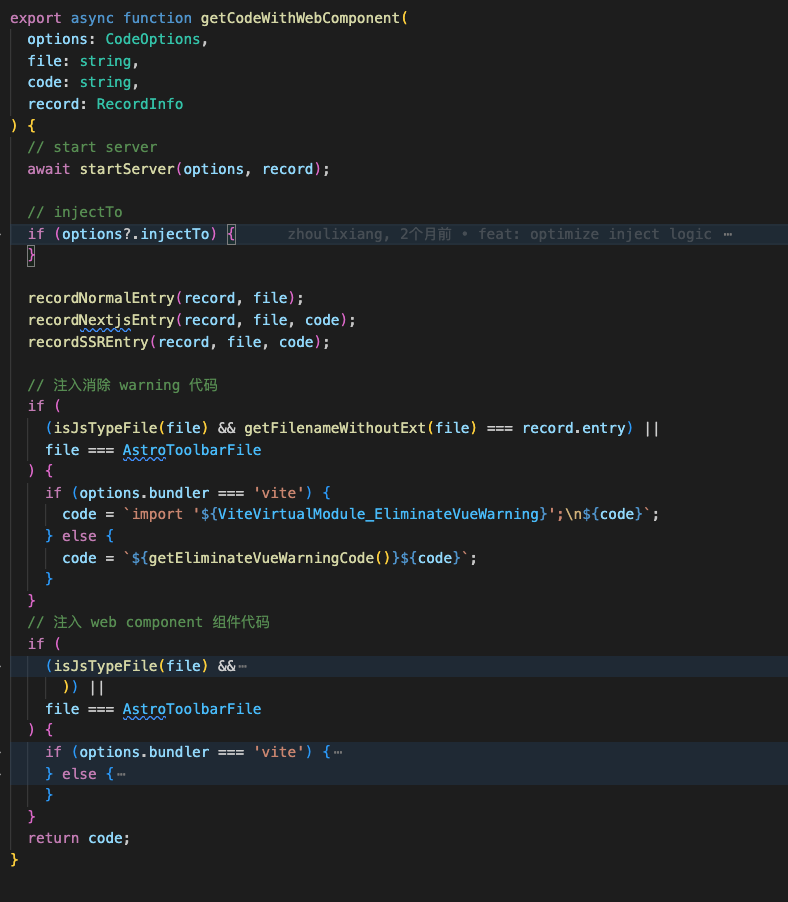 export async function getCodeWithWebComponent(
  options: CodeOptions,
  file: string,
  code: string,
  record: RecordInfo
) {
  // start server
  await startServer(options, record);

  // injectTo
  if (options?.injectTo) {      zhoulixiang, 2个月前 • feat: optimize inject logic ⋯
  }

  recordNormalEntry(record, file);
  recordNextjsEntry(record, file, code);
  recordSSREntry(record, file, code);

  // 注入消除 warning 代码
  if (
    (isJsTypeFile(file) && getFilenameWithoutExt(file) === record.entry) ||
    file === AstroToolbarFile
  ) {
    if (options.bundler === 'vite') {
      code = `import '${ViteVirtualModule_EliminateVueWarning}';\n${code}`;
    } else {
      code = `${getEliminateVueWarningCode()}${code}`;
    }
  }
  // 注入 web component 组件代码
  if (
    (isJsTypeFile(file) &&⋯
      )) ||
    file === AstroToolbarFile
  ) {
    if (options.bundler === 'vite') {⋯
    } else {⋯
    }
  }
  return code;
}